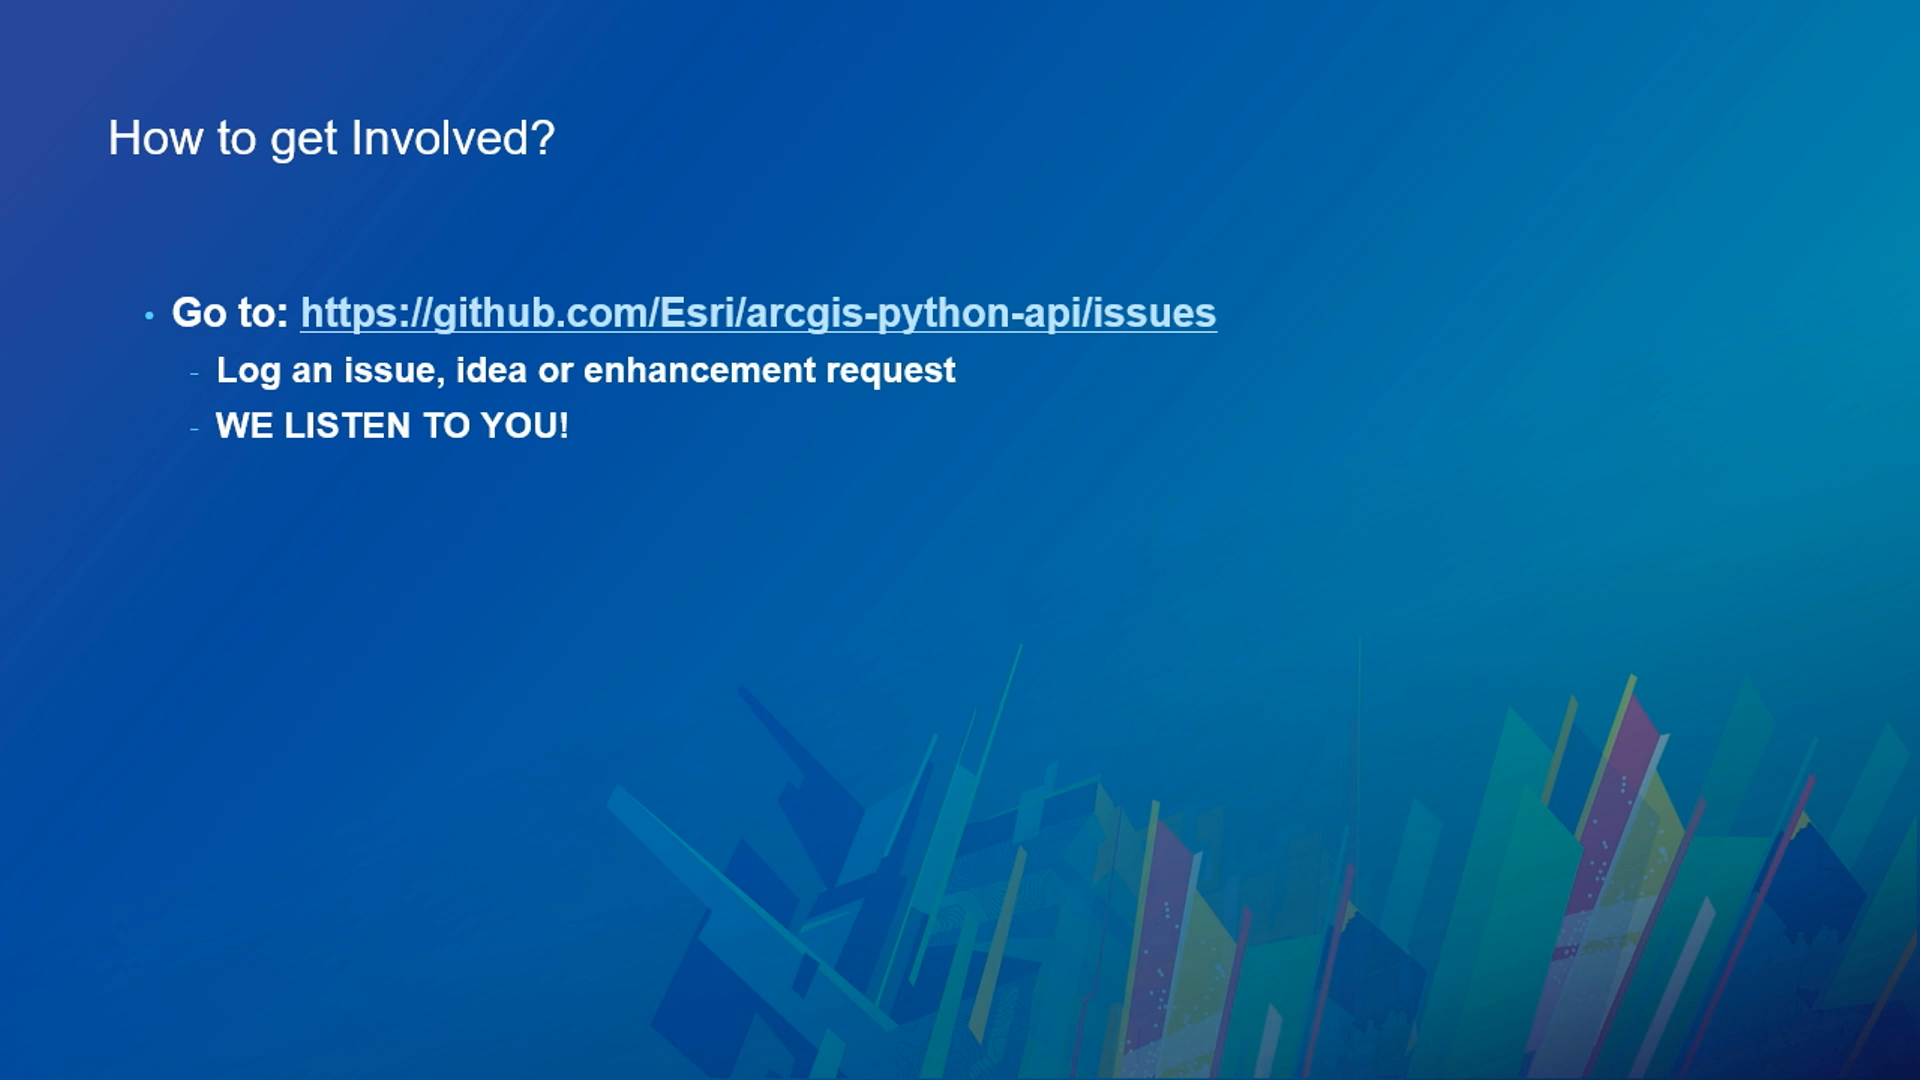 How to get Involved?
• Go to: https://github.com/Esri/arcgis-python-api/issues
- Log an issue, idea or enhancement request
- WE LISTEN TO YOU!